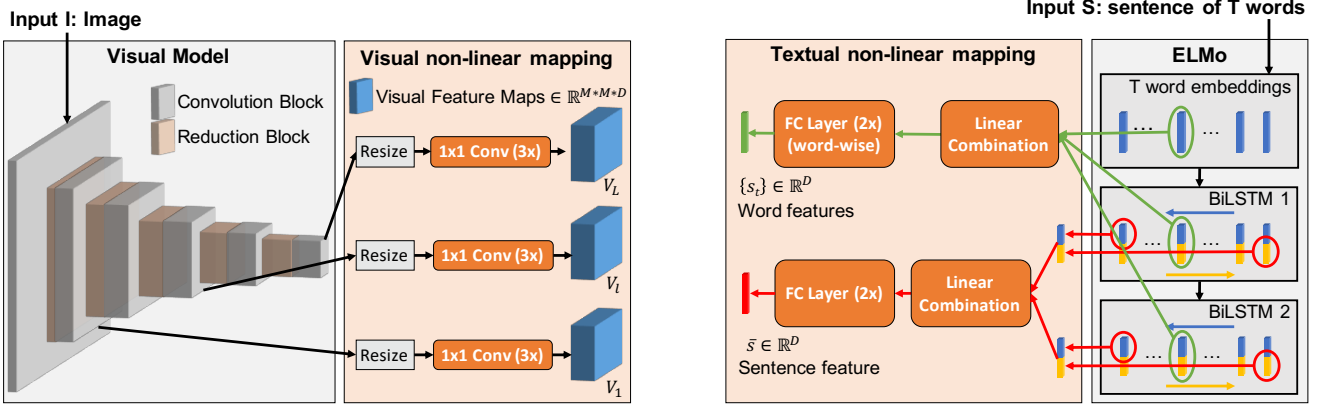 Input I: Image
Visual Model
Convolution Block
Reduction Block
Visual non-linear mapping
Visual Feature Maps ∈ ℝ^{M*M*D}
Resize
1x1 Conv (3x)
V_L
Resize
1x1 Conv (3x)
V_l
Resize
1x1 Conv (3x)
V_1
Input S: sentence of T words
Textual non-linear mapping
ELMo
T word embeddings
...
...
FC Layer (2x)
(word-wise)
Linear
Combination
{s_t} ∈ ℝ^D
Word features
BiLSTM 1
...
...
FC Layer (2x)
Linear
Combination
s̄ ∈ ℝ^D
Sentence feature
BiLSTM 2
...
...